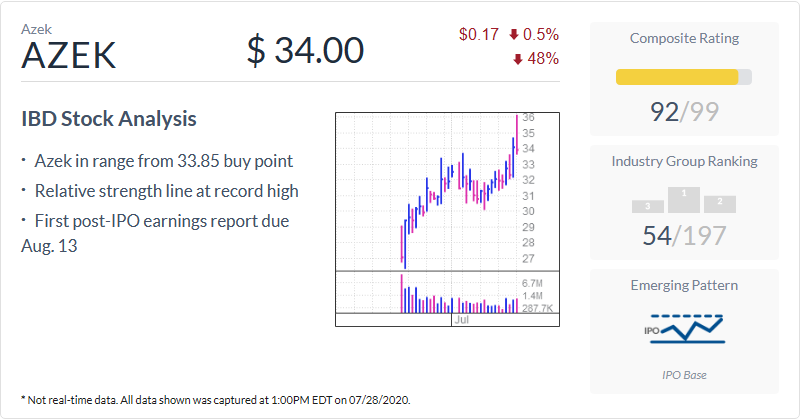 Azek
AZEK
$ 34.00
$0.17 0.5%
48%
IBD Stock Analysis
· Azek in range from 33.85 buy point
· Relative strength line at record high
· First post-IPO earnings report due
Aug. 13
36
35
34
33
32
31
30
29
28
27
6.7M
1.4M
287.7K
Jul
Composite Rating
92/99
Industry Group Ranking
3
1
2
54/197
Emerging Pattern
IPO
IPO Base
* Not real-time data. All data shown was captured at 1:00PM EDT on 07/28/2020.